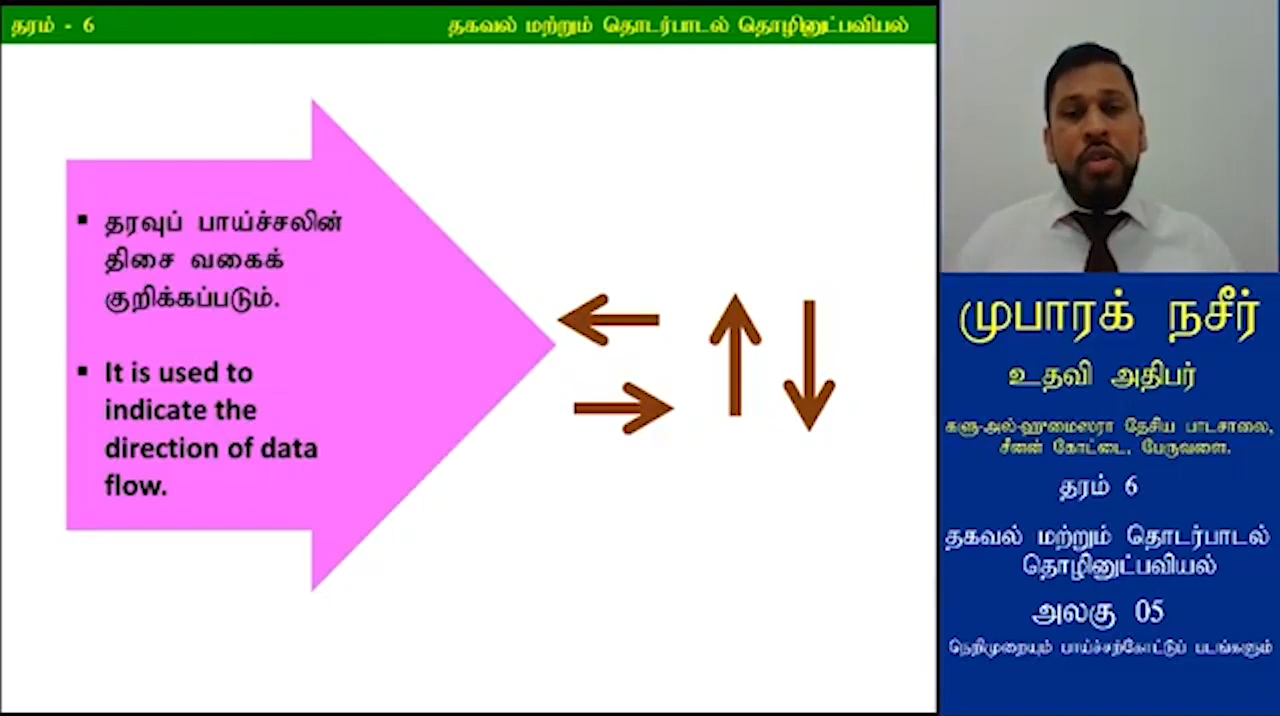 தரம் - 6
தகவல் மற்றும் தொடர்பாடல் தொழினுட்பவியல்
▪ தரவுப் பாய்ச்சலின்
திசை வகைக்
குறிக்கப்படும்.
▪ It is used to
indicate the
direction of data
flow.
முபாரக் நசீர்
உதவி அதிபர்
களு-அல்-ஹுமைஸரா தேசிய பாடசாலை,
சீனன் கோட்டை, பேருவளை.
தரம் 6
தகவல் மற்றும் தொடர்பாடல்
தொழினுட்பவியல்
அலகு 05
நெறிமுறையும் பாய்ச்சற்கோட்டுப் படங்களும்